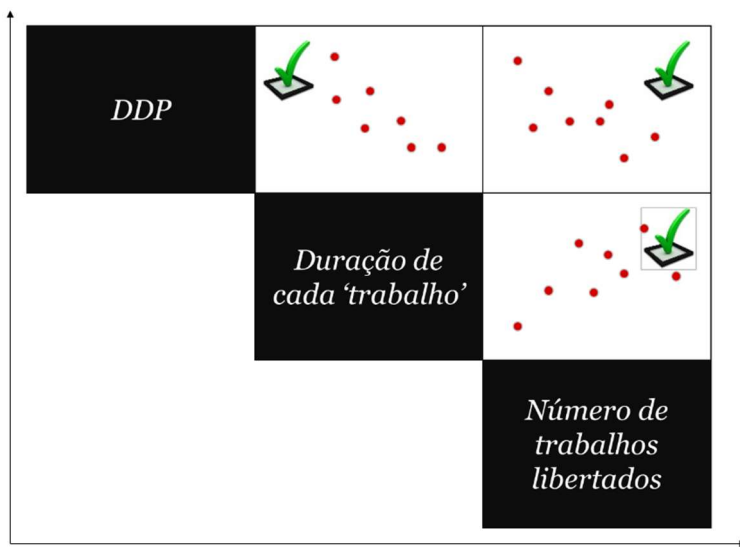 DDP
Duração de
cada ‘trabalho’
Número de
trabalhos
libertados